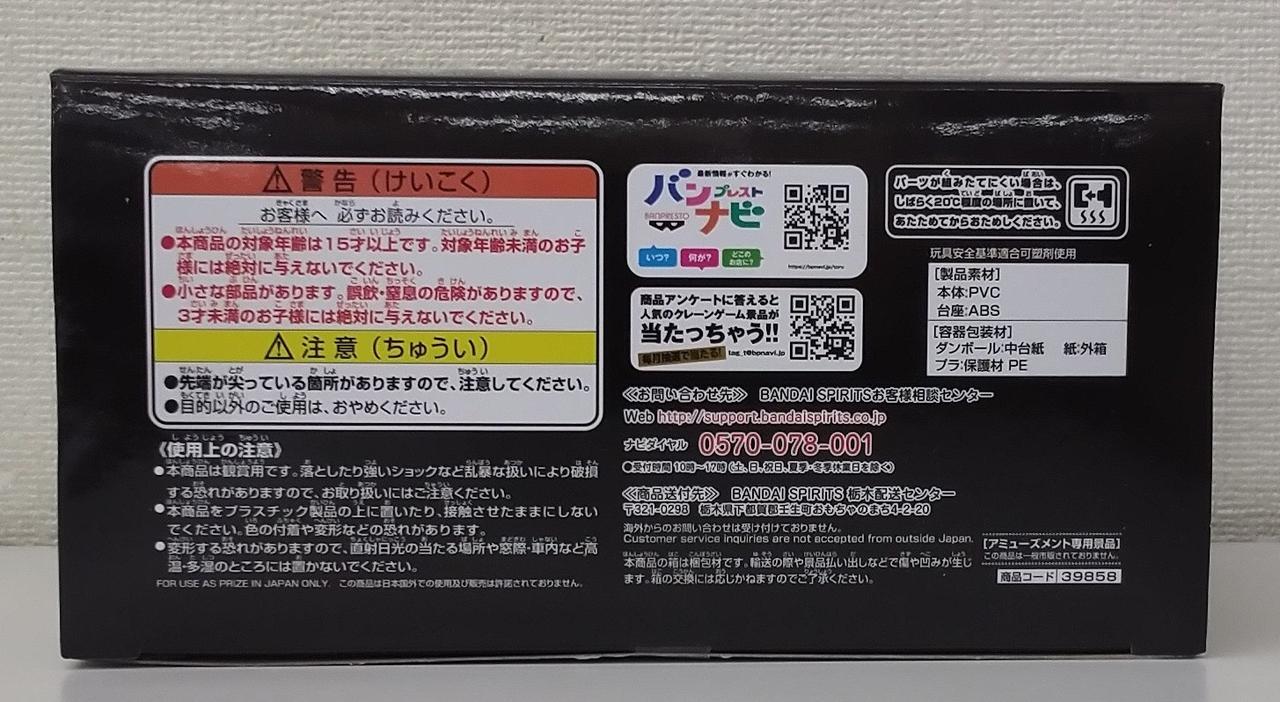 ⚠警告(けいこく)
お客様へ 必ずお読みください。
●本商品の対象年齢は15才以上です。対象年齢未満のお子
様には絶対に与えないでください。
●小さな部品があります。誤飲・窒息の危険がありますので、
3才未満のお子様には絶対に与えないでください。
⚠注意(ちゅうい)
●先端が尖っている箇所がありますので、注意してください。
●目的以外のご使用は、おやめください。
《使用上の注意》
●本商品は観賞用です。落としたり強いショックなど乱暴な扱いにより破損
する恐れがありますので、お取り扱いにはご注意ください。
●本商品をプラスチック製品の上に置いたり、接触させたままにしない
でください。色の付着や変形などの恐れがあります。
●変形する恐れがありますので、直射日光の当たる場所や窓際・車内など高
温・多湿のところには置かないでください。
FOR USE AS PRIZE IN JAPAN ONLY. この商品は日本国外での使用及び販売は許諾されておりません。
最新情報がすぐわかる!
バンプレスト
ナビ
BANPRESTO
いつ?
何が?
どこの
お店に?
商品アンケートに答えると
人気のクレーンゲーム景品が
当たっちゃう!!
毎月抽選で当たる!
tag_t@bpnavi.jp
パーツが組みたてにくい場合は、
しばらく20℃程度の場所に置いて、
あたためてからおためしください。
玩具安全基準適合可塑剤使用
[製品素材]
本体:PVC
台座:ABS
[容器包装材]
ダンボール:中台紙 紙:外箱
プラ:保護材 PE
≪お問い合わせ先≫ BANDAI SPIRITSお客様相談センター
Web http://support.bandaispirits.co.jp
ナビダイヤル 0570-078-001
●受付時間 10時~17時(土、日、祝日、夏季・冬季休業日を除く)
≪商品送付先≫ BANDAI SPIRITS 栃木配送センター
〒321-0298 栃木県下都賀郡壬生町おもちゃのまち4-2-20
海外からのお問い合わせは受け付けておりません。
Customer service inquiries are not accepted from outside Japan.
本商品の箱は梱包材です。輸送の際や景品払い出しなどで傷や凹みが生じ
ます。箱の交換には応じかねますのでご了承ください。
[アミューズメント専用景品]
この商品は一般市販されておりません。
商品コード 39858